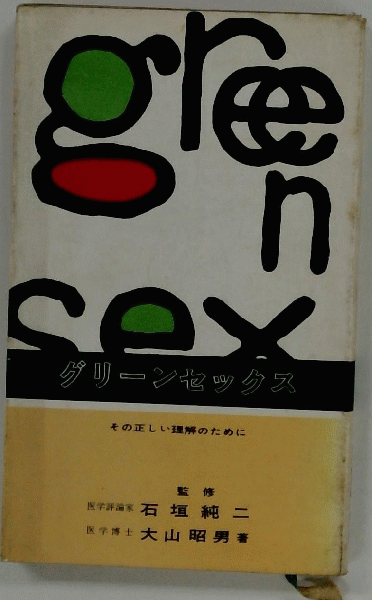 green
sex
グリーンセックス
その正しい理解のために
監修
医学評論家 石垣純二
医学博士 大山昭男著